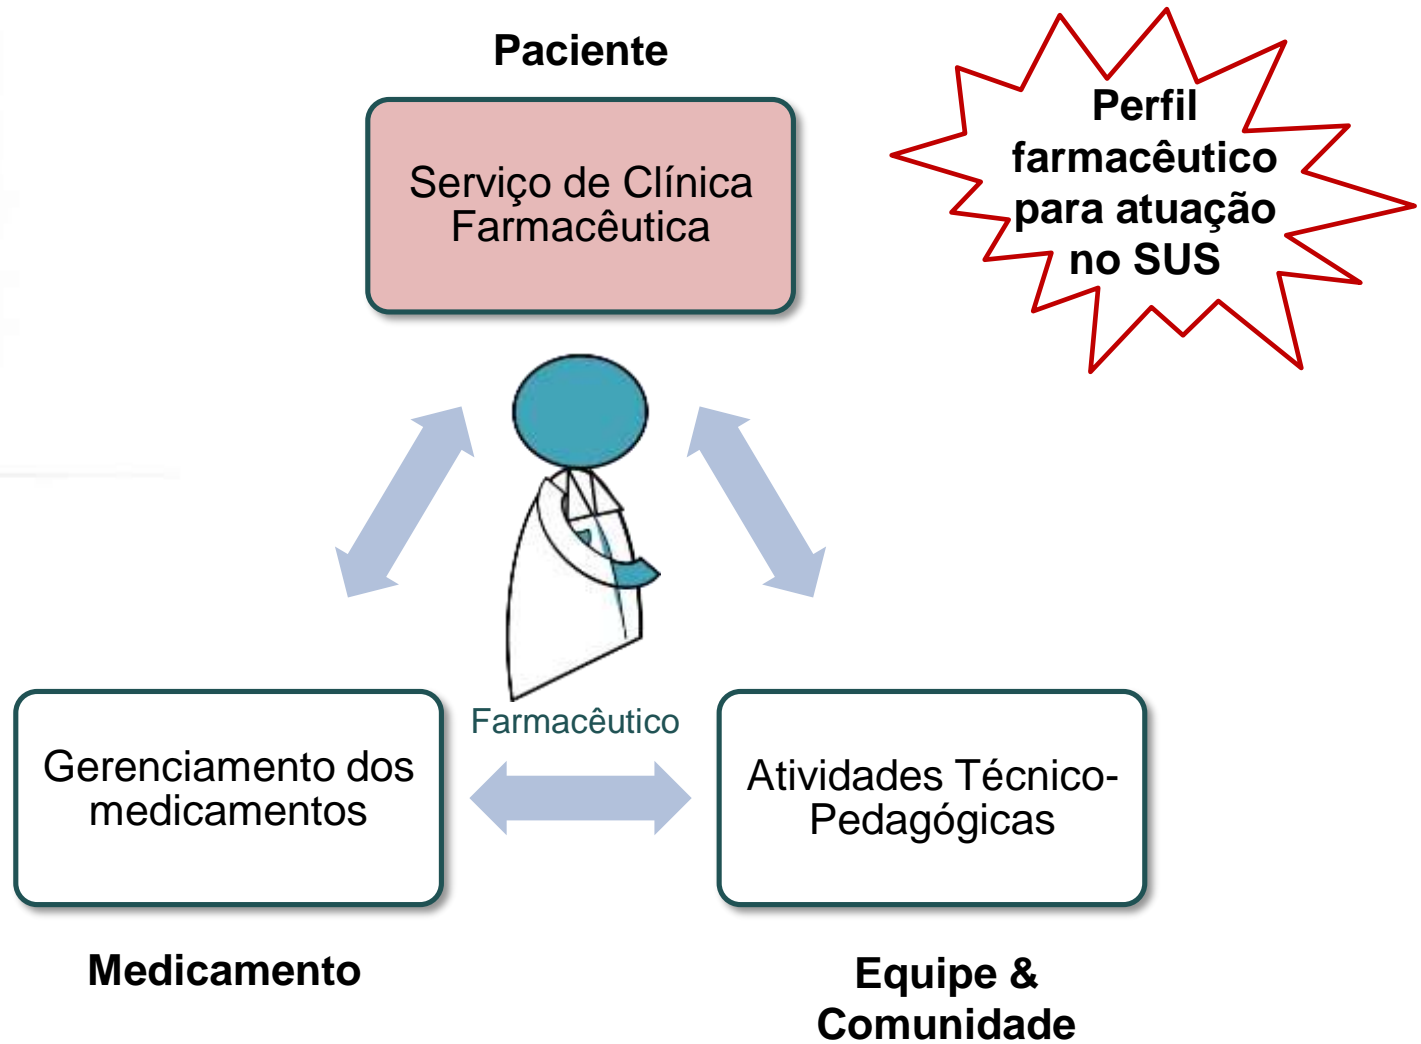 Paciente
Serviço de Clínica
Farmacêutica
Perfil
farmacêutico
para atuação
no SUS
Farmacêutico
Gerenciamento dos
medicamentos
Atividades Técnico-
Pedagógicas
Medicamento
Equipe &
Comunidade